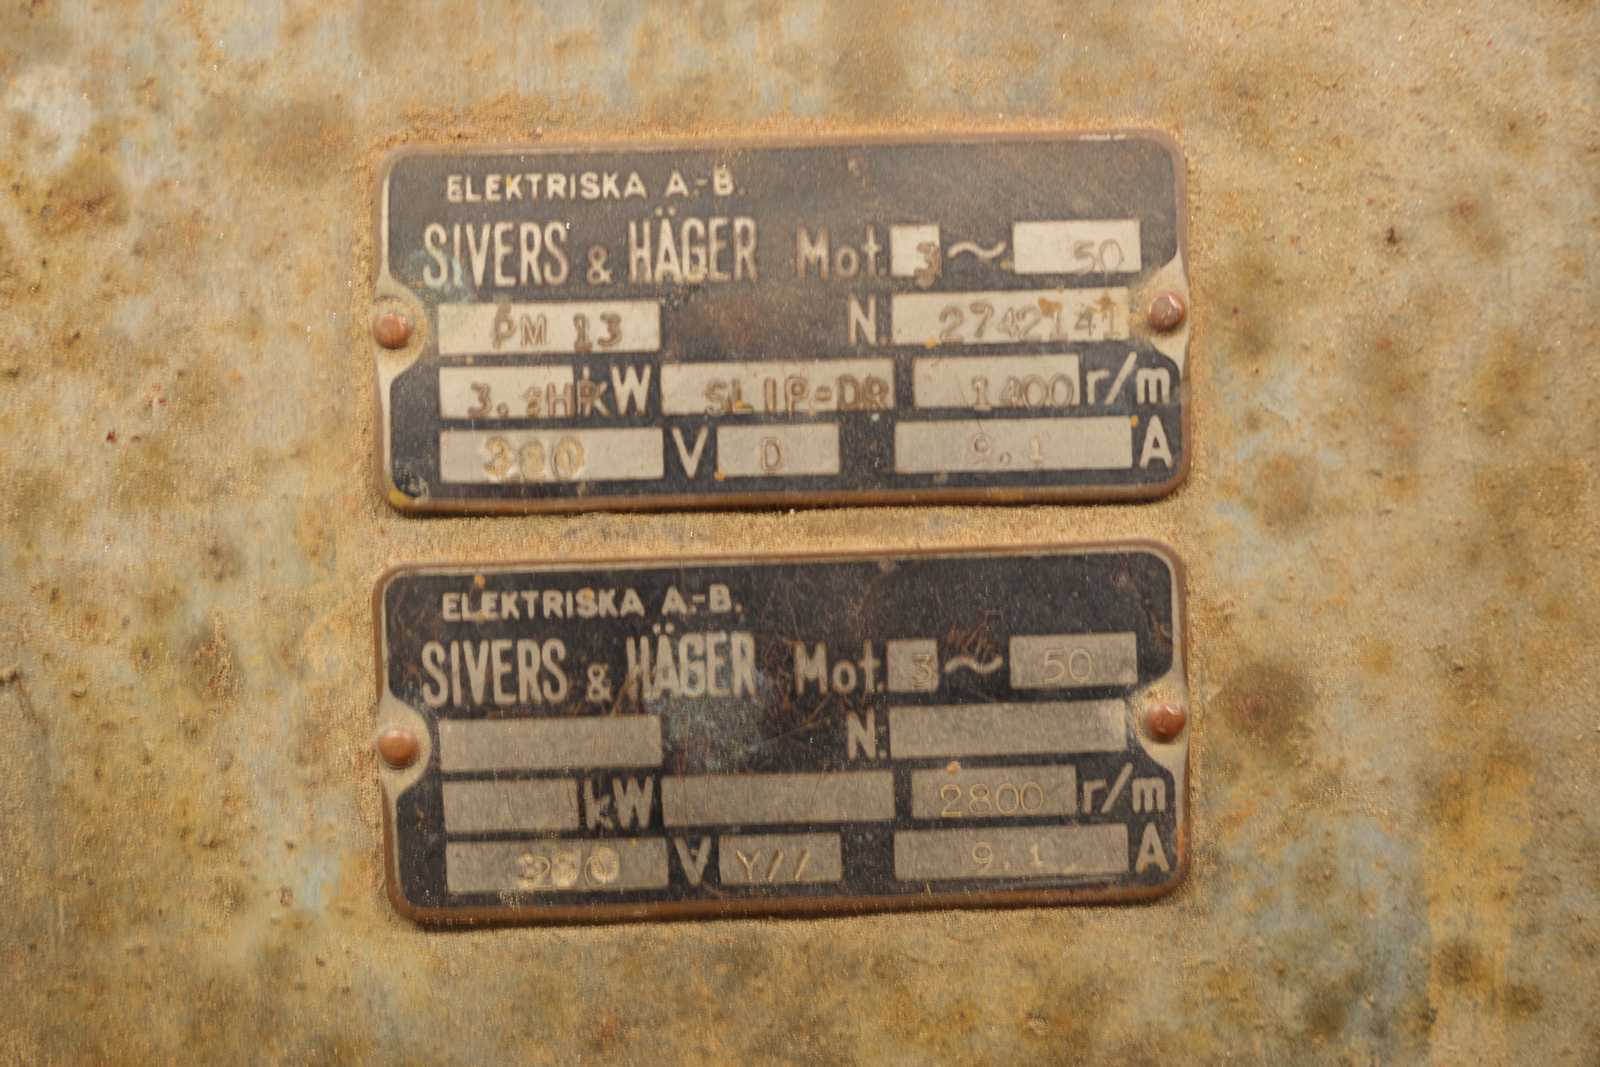 ELEKTRISKA A.-B.
SIVERS & HÄGER Mot. 3 ~ 50
PM 13 N. 2742141
kW SLIP-DR 1400 r/m
380 V D 9.1 A
ELEKTRISKA A.-B.
SIVERS & HÄGER Mot. 3 ~ 50
N.
kW 2800 r/m
380 V Y// 9.1 A